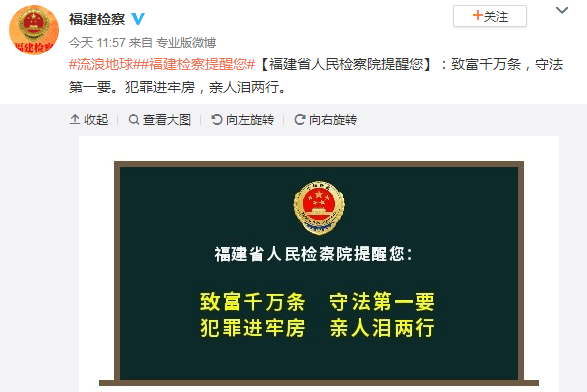 福建检察
今天 11:57 来自 专业版微博
+关注
#流浪地球##福建检察提醒您#【福建省人民检察院提醒您】：致富千万条，守法
第一要。犯罪进牢房，亲人泪两行。
收起 查看大图 向左旋转 向右旋转
福建省人民检察院提醒您：
致富千万条 守法第一要
犯罪进牢房 亲人泪两行
福建检察